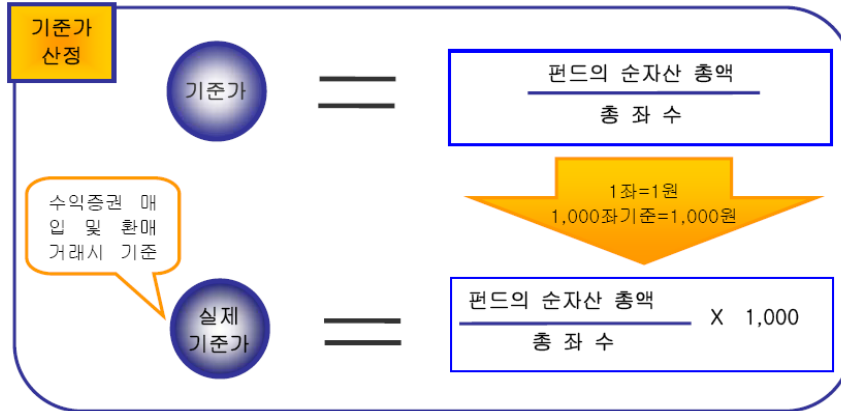 기준가
산정
기준가
펀드의 순자산 총액
총 좌 수
1좌=1원
1,000좌기준=1,000원
수익증권 매
입 및 환매
거래시 기준
실제
기준가
펀드의 순자산 총액
총 좌 수
X 1,000